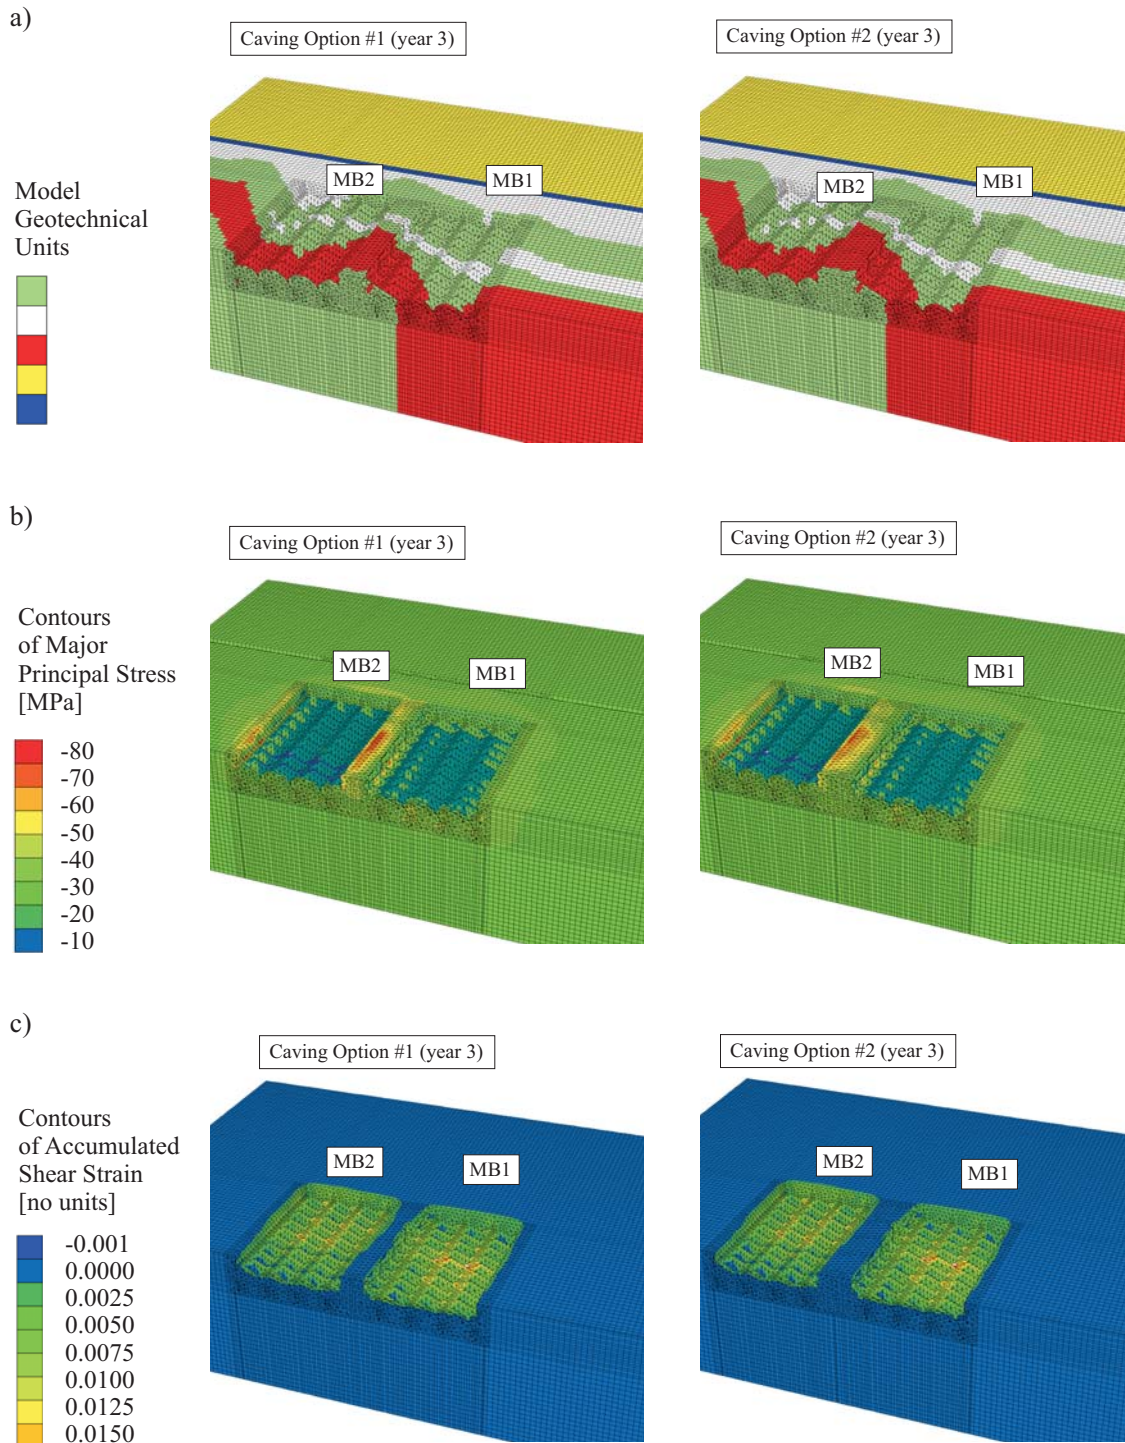 a)
Caving Option #1 (year 3)
Caving Option #2 (year 3)
MB2
MB1
MB2
MB1
Model
Geotechnical
Units
b)
Caving Option #1 (year 3)
Caving Option #2 (year 3)
MB2
MB1
MB2
MB1
Contours
of Major
Principal Stress
[MPa]
-80
-70
-60
-50
-40
-30
-20
-10
c)
Caving Option #1 (year 3)
Caving Option #2 (year 3)
MB2
MB1
MB2
MB1
Contours
of Accumulated
Shear Strain
[no units]
-0.001
0.0000
0.0025
0.0050
0.0075
0.0100
0.0125
0.0150